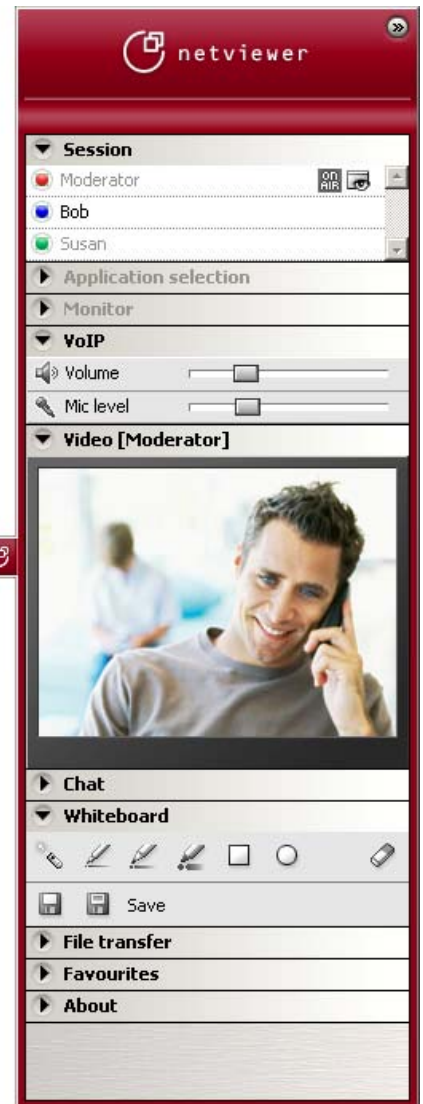 netviewer
Session
Moderator ON AIR
Bob
Susan
Application selection
Monitor
VoIP
Volume
Mic level
Video [Moderator]
Chat
Whiteboard
Save
File transfer
Favourites
About